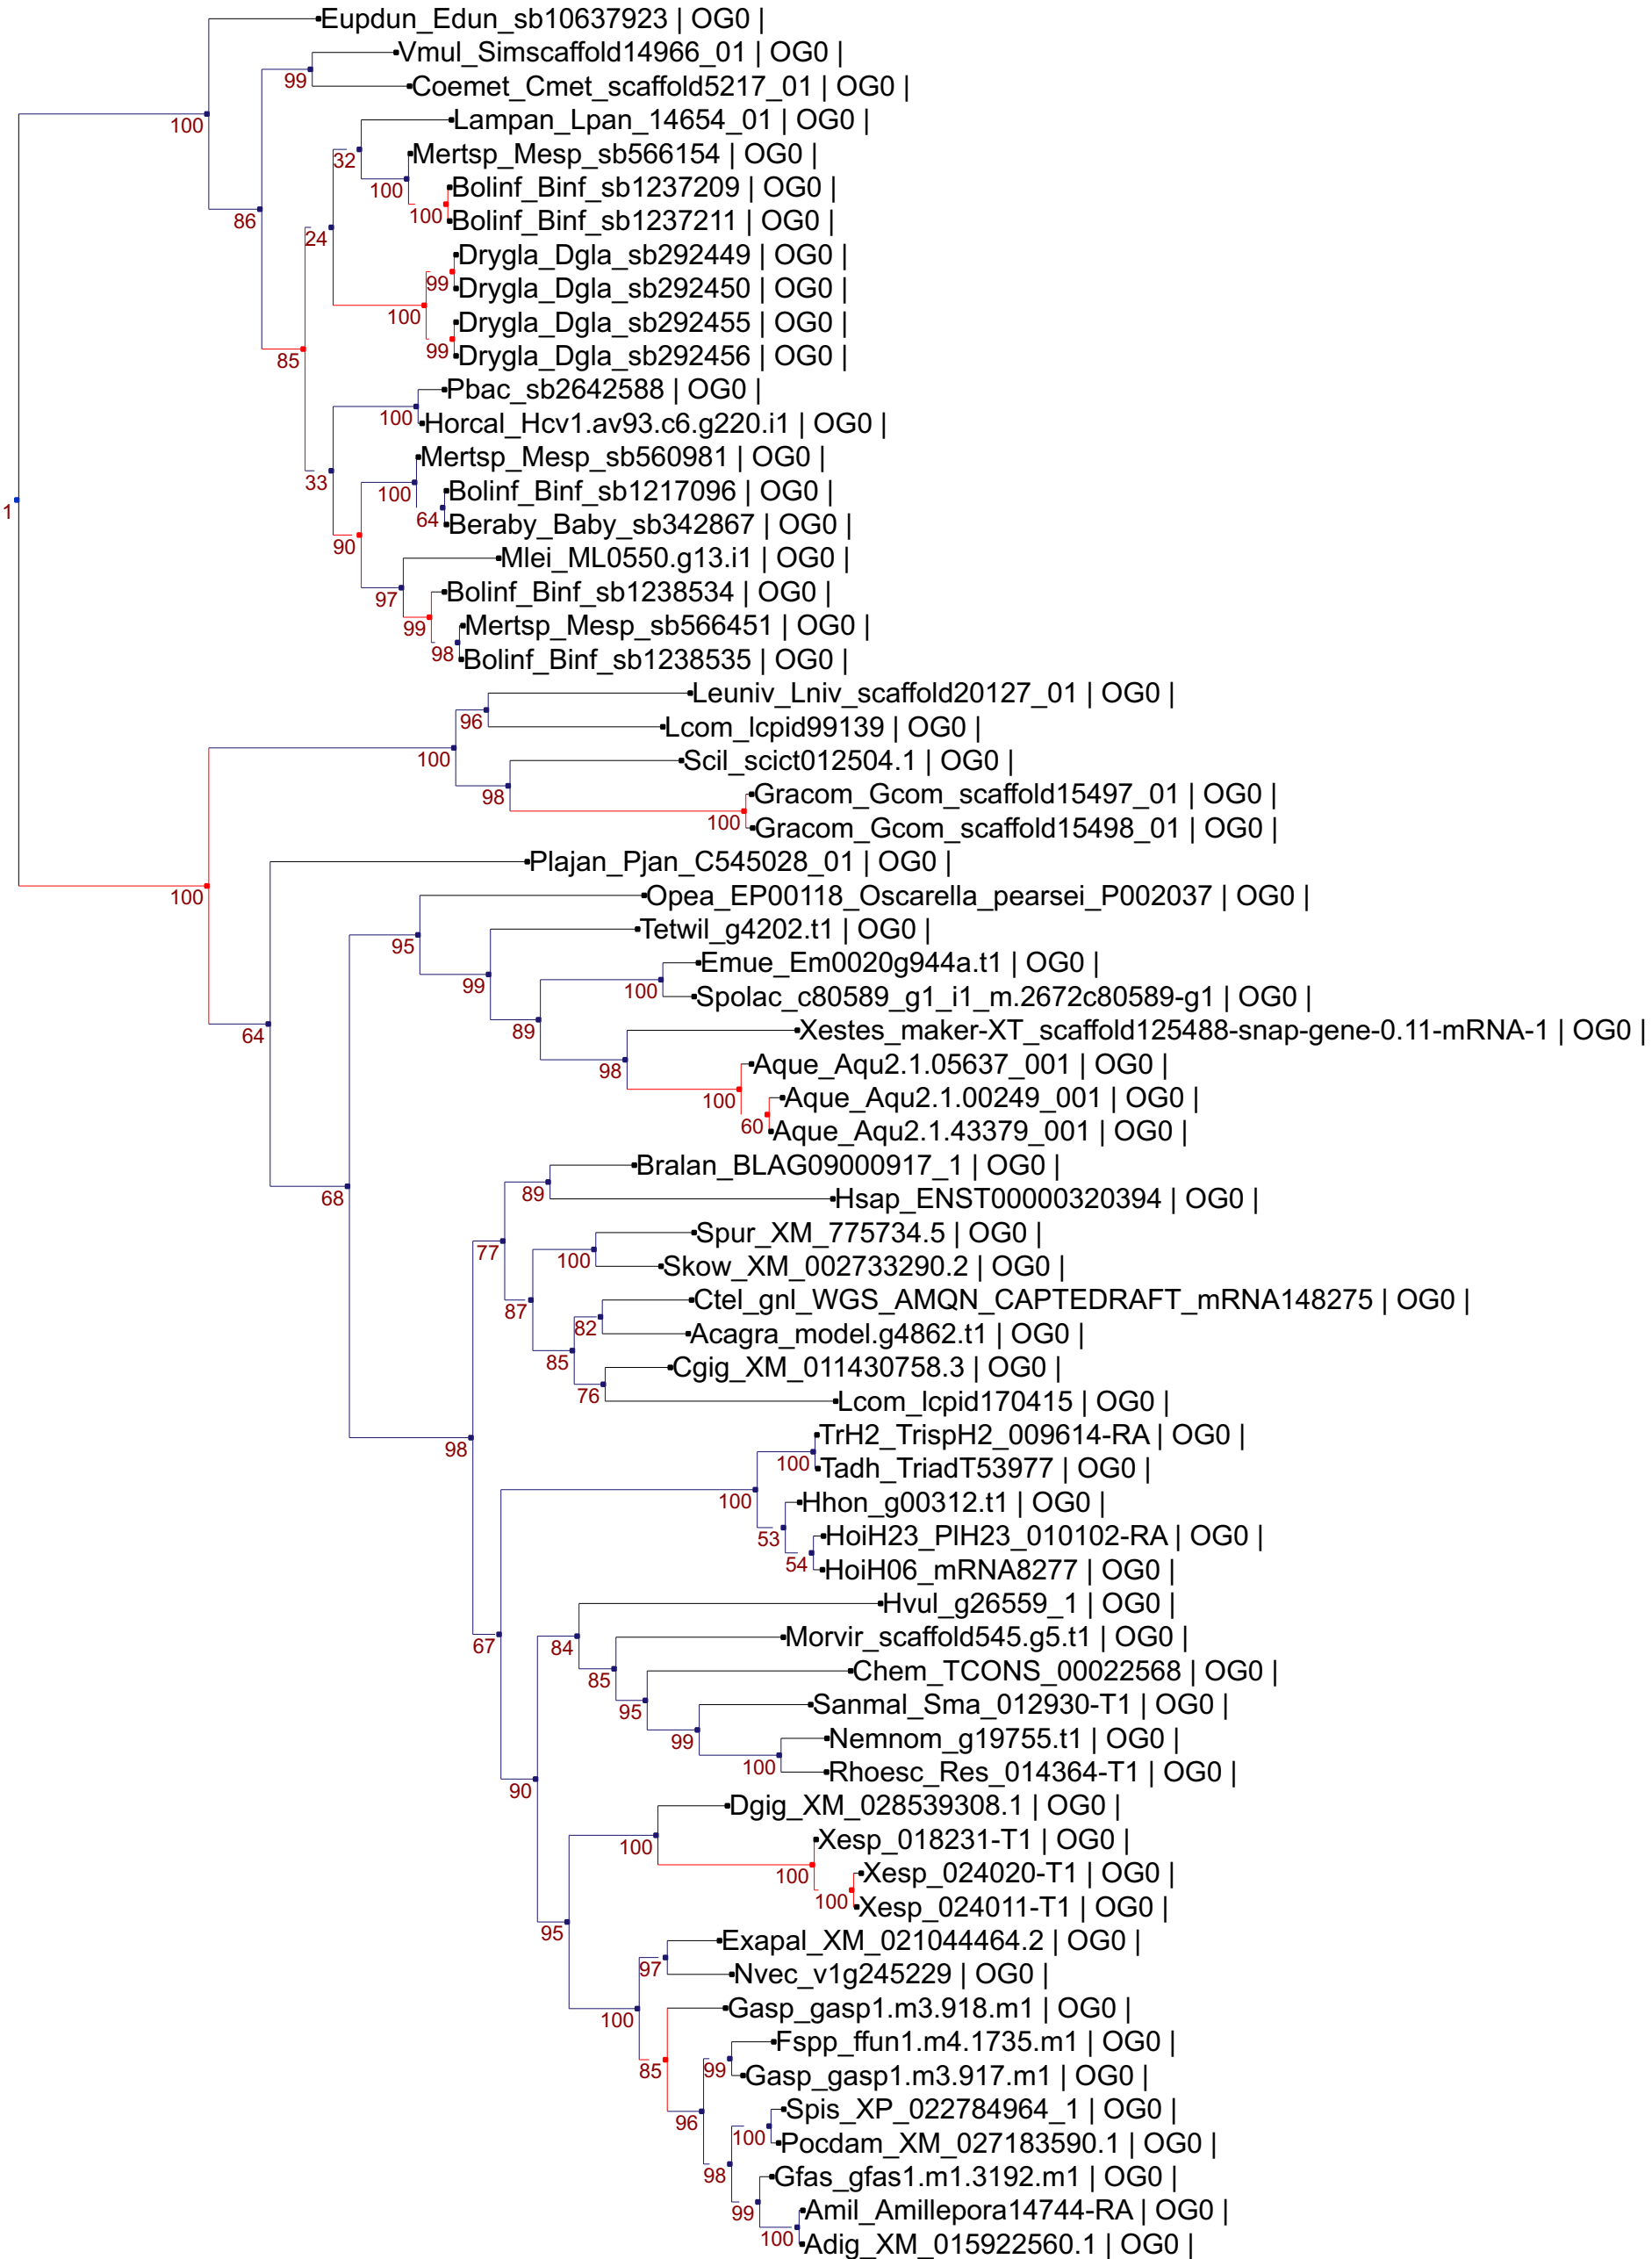 Eupdun_Edun_sb10637923 | OG0 |
Vmul_Simscaffold14966_01 | OG0 |
99
Coemet_Cmet_scaffold5217_01 | OG0 |
100
Lampan_Lpan_14654_01 | OG0 |
32
Mertsp_Mesp_sb566154 | OG0 |
100
Bolinf_Binf_sb1237209 | OG0 |
100
Bolinf_Binf_sb1237211 | OG0 |
86
24
Drygla_Dgla_sb292449 | OG0 |
99
Drygla_Dgla_sb292450 | OG0 |
100
Drygla_Dgla_sb292455 | OG0 |
99
Drygla_Dgla_sb292456 | OG0 |
85
Pbac_sb2642588 | OG0 |
100
Horcal_Hcv1.av93.c6.g220.i1 | OG0 |
Mertsp_Mesp_sb560981 | OG0 |
33
100
Bolinf_Binf_sb1217096 | OG0 |
1
64
Beraby_Baby_sb342867 | OG0 |
90
Mlei_ML0550.g13.i1 | OG0 |
97
Bolinf_Binf_sb1238534 | OG0 |
99
Mertsp_Mesp_sb566451 | OG0 |
98
Bolinf_Binf_sb1238535 | OG0 |
Leuniv_Lniv_scaffold20127_01 | OG0 |
96
Lcom_lcpid99139 | OG0 |
100
Scil_scict012504.1 | OG0 |
98
Gracom_Gcom_scaffold15497_01 | OG0 |
100
Gracom_Gcom_scaffold15498_01 | OG0 |
Plajan_Pjan_C545028_01 | OG0 |
100
Opea_EP00118_Oscarella_pearsei_P002037 | OG0 |
95
Tetwil_g4202.t1 | OG0 |
99
Emue_Em0020g944a.t1 | OG0 |
100
Spolac_c80589_g1_i1_m.2672c80589-g1 | OG0 |
64
89
Xestes_maker-XT_scaffold125488-snap-gene-0.11-mRNA-1 | OG0 |
98
Aque_Aqu2.1.05637_001 | OG0 |
100
Aque_Aqu2.1.00249_001 | OG0 |
60
Aque_Aqu2.1.43379_001 | OG0 |
Bralan_BLAG09000917_1 | OG0 |
68
89
Hsap_ENST00000320394 | OG0 |
Spur_XM_775734.5 | OG0 |
77
100
Skow_XM_002733290.2 | OG0 |
Ctel_gnl_WGS_AMQN_CAPTEDRAFT_mRNA148275 | OG0 |
87
82
Acagra_model.g4862.t1 | OG0 |
85
Cgig_XM_011430758.3 | OG0 |
76
Lcom_lcpid170415 | OG0 |
TrH2_TrispH2_009614-RA | OG0 |
98
100
Tadh_TriadT53977 | OG0 |
100
Hhon_g00312.t1 | OG0 |
53
HoiH23_PlH23_010102-RA | OG0 |
54
HoiH06_mRNA8277 | OG0 |
Hvul_g26559_1 | OG0 |
67
84
Morvir_scaffold545.g5.t1 | OG0 |
85
Chem_TCONS_00022568 | OG0 |
95
Sanmal_Sma_012930-T1 | OG0 |
99
Nemnom_g19755.t1 | OG0 |
100
Rhoesc_Res_014364-T1 | OG0 |
90
Dgig_XM_028539308.1 | OG0 |
100
Xesp_018231-T1 | OG0 |
100
Xesp_024020-T1 | OG0 |
100
Xesp_024011-T1 | OG0 |
95
Exapal_XM_021044464.2 | OG0 |
97
Nvec_v1g245229 | OG0 |
100
Gasp_gasp1.m3.918.m1 | OG0 |
Fspp_ffun1.m4.1735.m1 | OG0 |
85
99
Gasp_gasp1.m3.917.m1 | OG0 |
96
Spis_XP_022784964_1 | OG0 |
100
Pocdam_XM_027183590.1 | OG0 |
98
Gfas_gfas1.m1.3192.m1 | OG0 |
99
Amil_Amillepora14744-RA | OG0 |
100
Adig_XM_015922560.1 | OG0 |